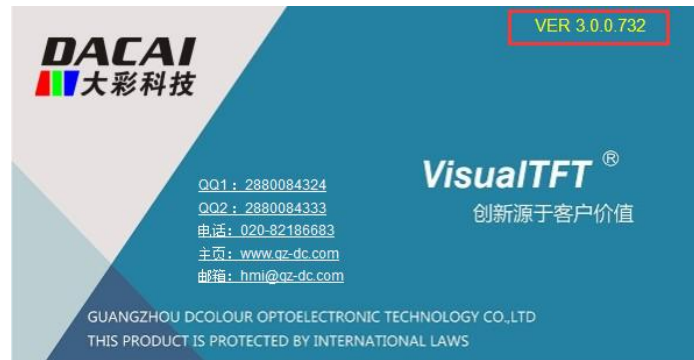 VER 3.0.0.732
DACAI
大彩科技
VisualTFT ®
创新源于客户价值
QQ1：2880084324
QQ2：2880084333
电话：020-82186683
主页：www.gz-dc.com
邮箱：hmi@gz-dc.com
GUANGZHOU DCOLOUR OPTOELECTRONIC TECHNOLOGY CO.,LTD
THIS PRODUCT IS PROTECTED BY INTERNATIONAL LAWS